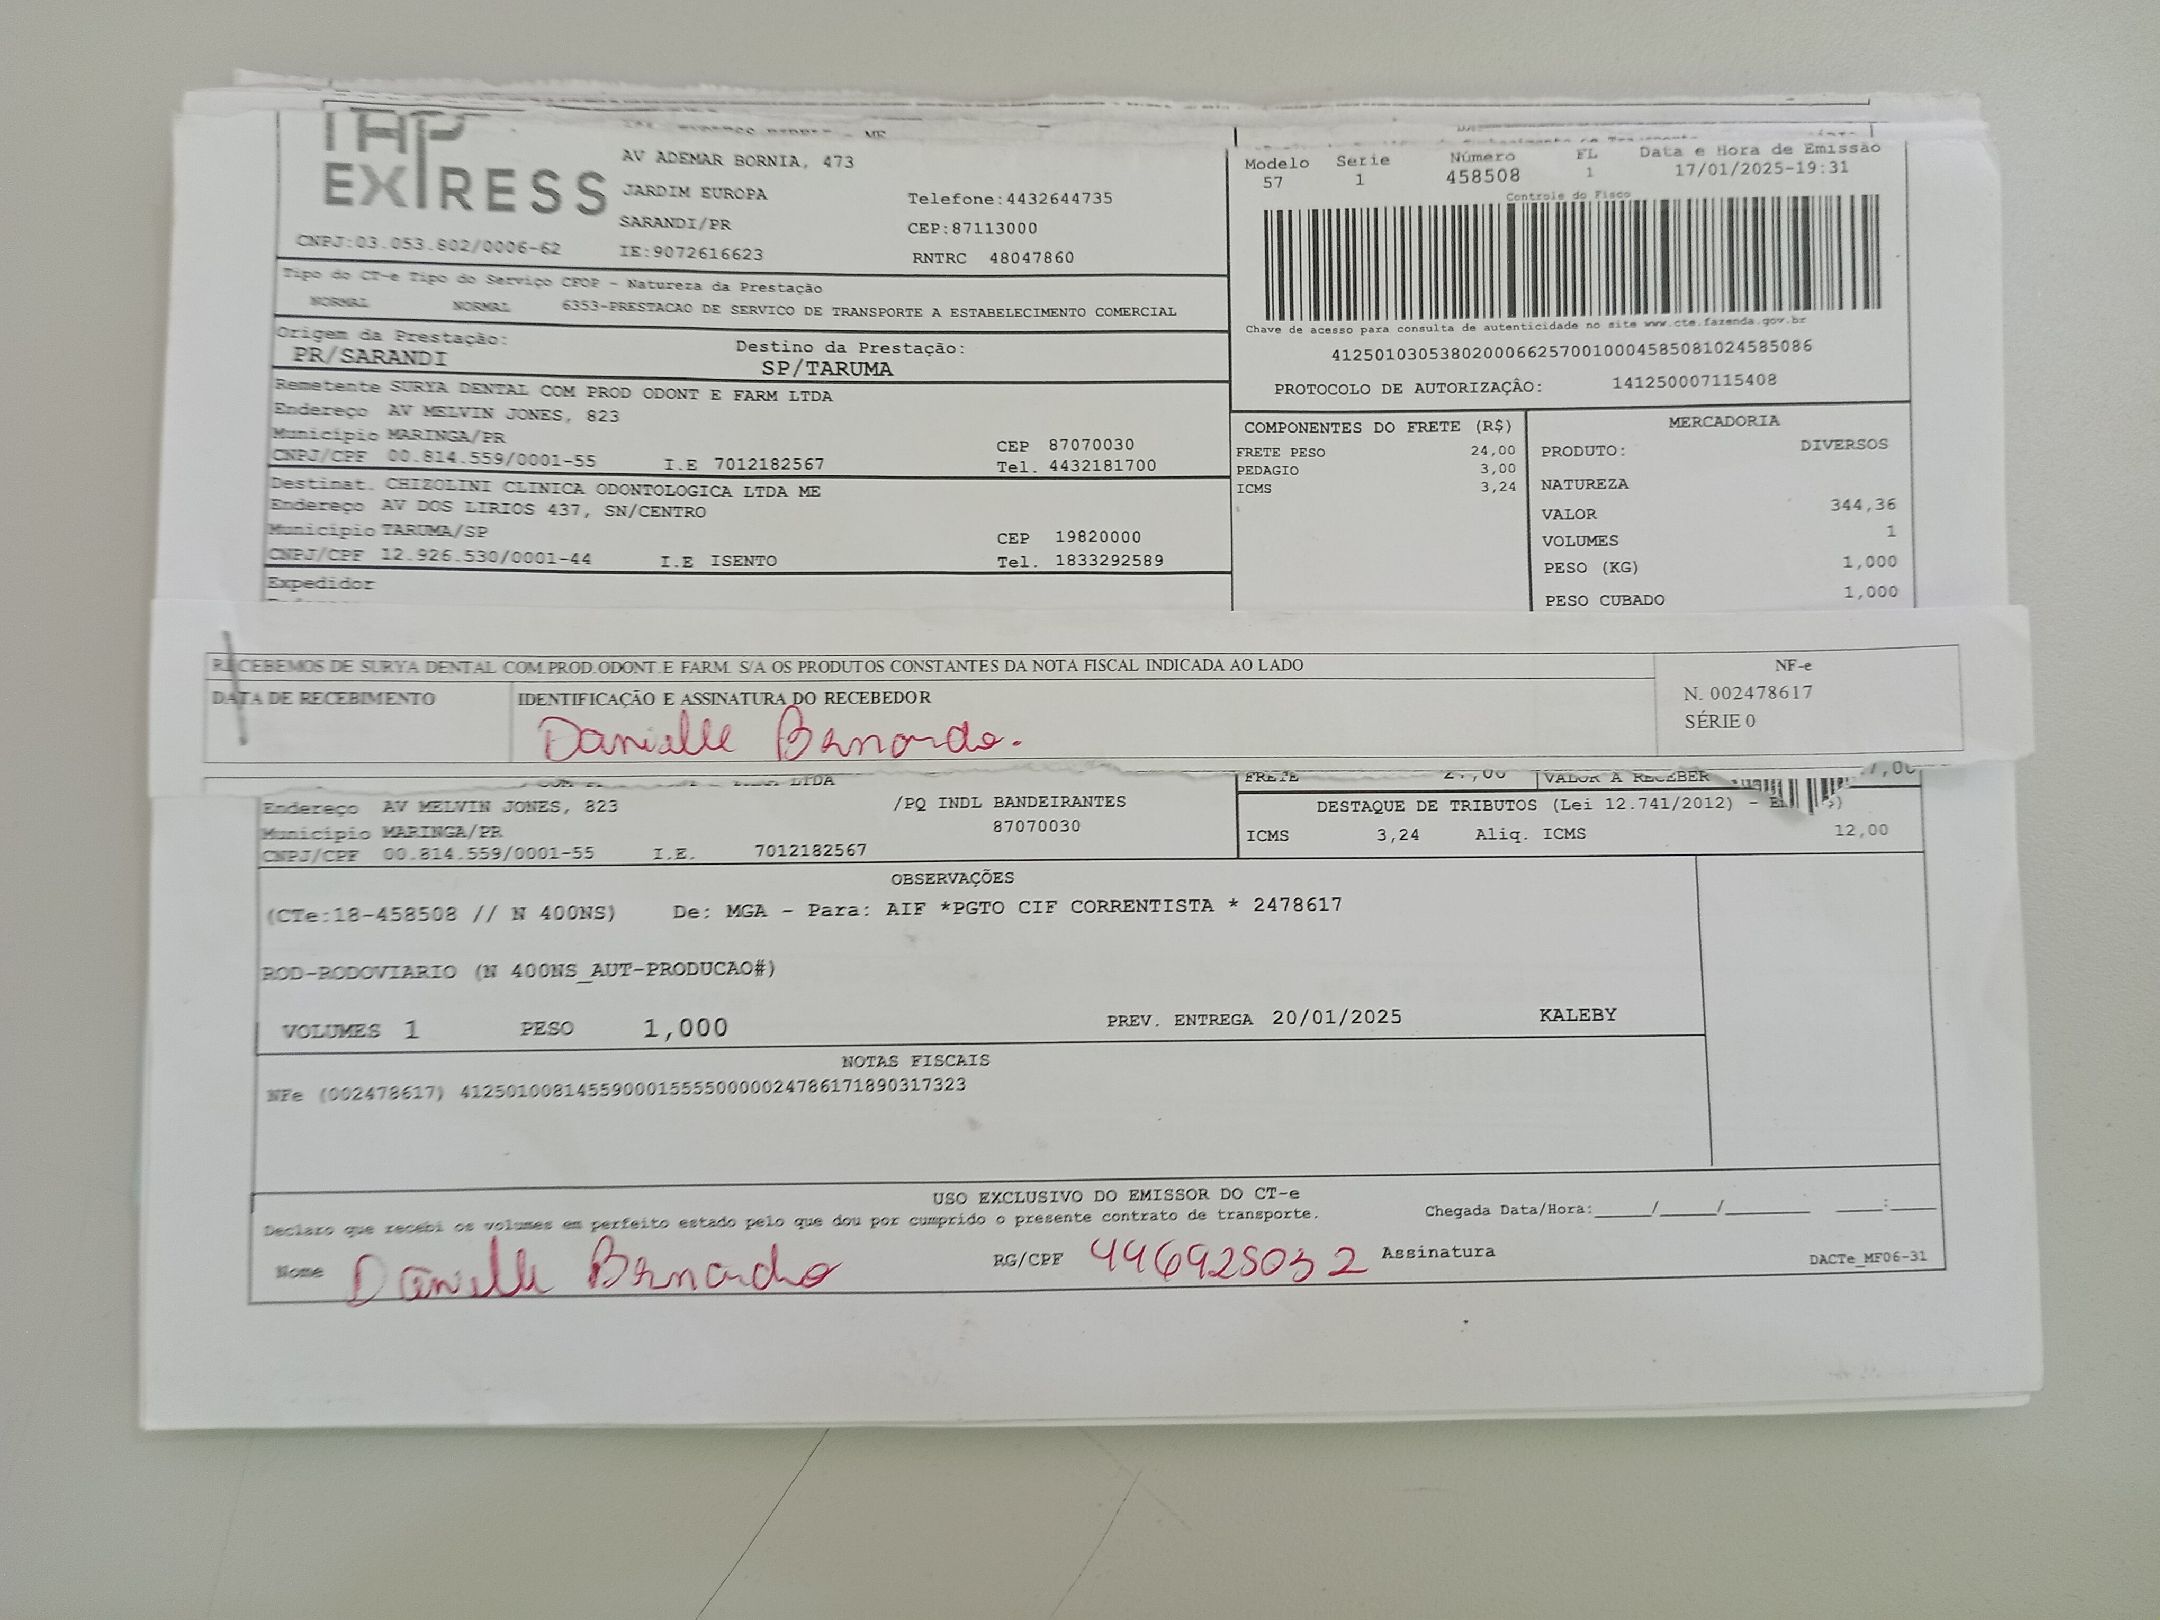 TAP
EXPRESS
AV ADEMAR BORNIA, 473
JARDIM EUROPA
SARANDI/PR
CNPJ:03.053.802/0006-62 IE:9072616623
Telefone:4432644735
CEP:87113000
RNTRC 48047860
Modelo Serie Número FL Data e Hora de Emissão
57 1 458508 1 17/01/2025-19:31
Controle do Fisco
Chave de acesso para consulta de autenticidade no site www.cte.fazenda.gov.br
41250103053802000662570010004585081024585086
PROTOCOLO DE AUTORIZAÇÂO: 141250007115408
Tipo do CT-e Tipo do Serviço CFOP - Natureza da Prestação
NORMAL NORMAL 6353-PRESTACAO DE SERVICO DE TRANSPORTE A ESTABELECIMENTO COMERCIAL
Origem da Prestação: Destino da Prestação:
PR/SARANDI SP/TARUMA
Remetente SURYA DENTAL COM PROD ODONT E FARM LTDA
Endereço AV MELVIN JONES, 823
Municipio MARINGA/PR CEP 87070030
CNPJ/CPF 00.814.559/0001-55 I.E 7012182567 Tel. 4432181700
Destinat. CHIZOLINI CLINICA ODONTOLOGICA LTDA ME
Endereço AV DOS LIRIOS 437, SN/CENTRO
Municipio TARUMA/SP CEP 19820000
CNPJ/CPF 12.926.530/0001-44 I.E ISENTO Tel. 1833292589
Expedidor
COMPONENTES DO FRETE (R$)
FRETE PESO 24,00
PEDAGIO 3,00
ICMS 3,24
MERCADORIA
PRODUTO: DIVERSOS
NATUREZA
VALOR 344,36
VOLUMES 1
PESO (KG) 1,000
PESO CUBADO 1,000
RECEBEMOS DE SURYA DENTAL COM.PROD.ODONT.E FARM. S/A OS PRODUTOS CONSTANTES DA NOTA FISCAL INDICADA AO LADO
DATA DE RECEBIMENTO IDENTIFICAÇÃO E ASSINATURA DO RECEBEDOR
Danielle Bernardo.
NF-e
N. 002478617
SÉRIE 0
LTDA
Endereço AV MELVIN JONES, 823 /PQ INDL BANDEIRANTES
Municipio MARINGA/PR 87070030
CNPJ/CPF 00.814.559/0001-55 I.E. 7012182567
FRETE VALOR A RECEBER
DESTAQUE DE TRIBUTOS (Lei 12.741/2012) -
ICMS 3,24 Aliq. ICMS 12,00
OBSERVAÇÕES
(CTe:18-458508 // N 400NS) De: MGA - Para: AIF *PGTO CIF CORRENTISTA * 2478617
ROD-RODOVIARIO (N 400NS_AUT-PRODUCAO#)
VOLUMES 1 PESO 1,000 PREV. ENTREGA 20/01/2025 KALEBY
NOTAS FISCAIS
NFe (002478617) 41250100814559000155550000024786171890317323
USO EXCLUSIVO DO EMISSOR DO CT-e
Declaro que recebi os volumes em perfeito estado pelo que dou por cumprido o presente contrato de transporte. Chegada Data/Hora:_____/_____/________ ____:____
Nome Danielle Bernardo RG/CPF 4469285032 Assinatura DACTe_MF06-31